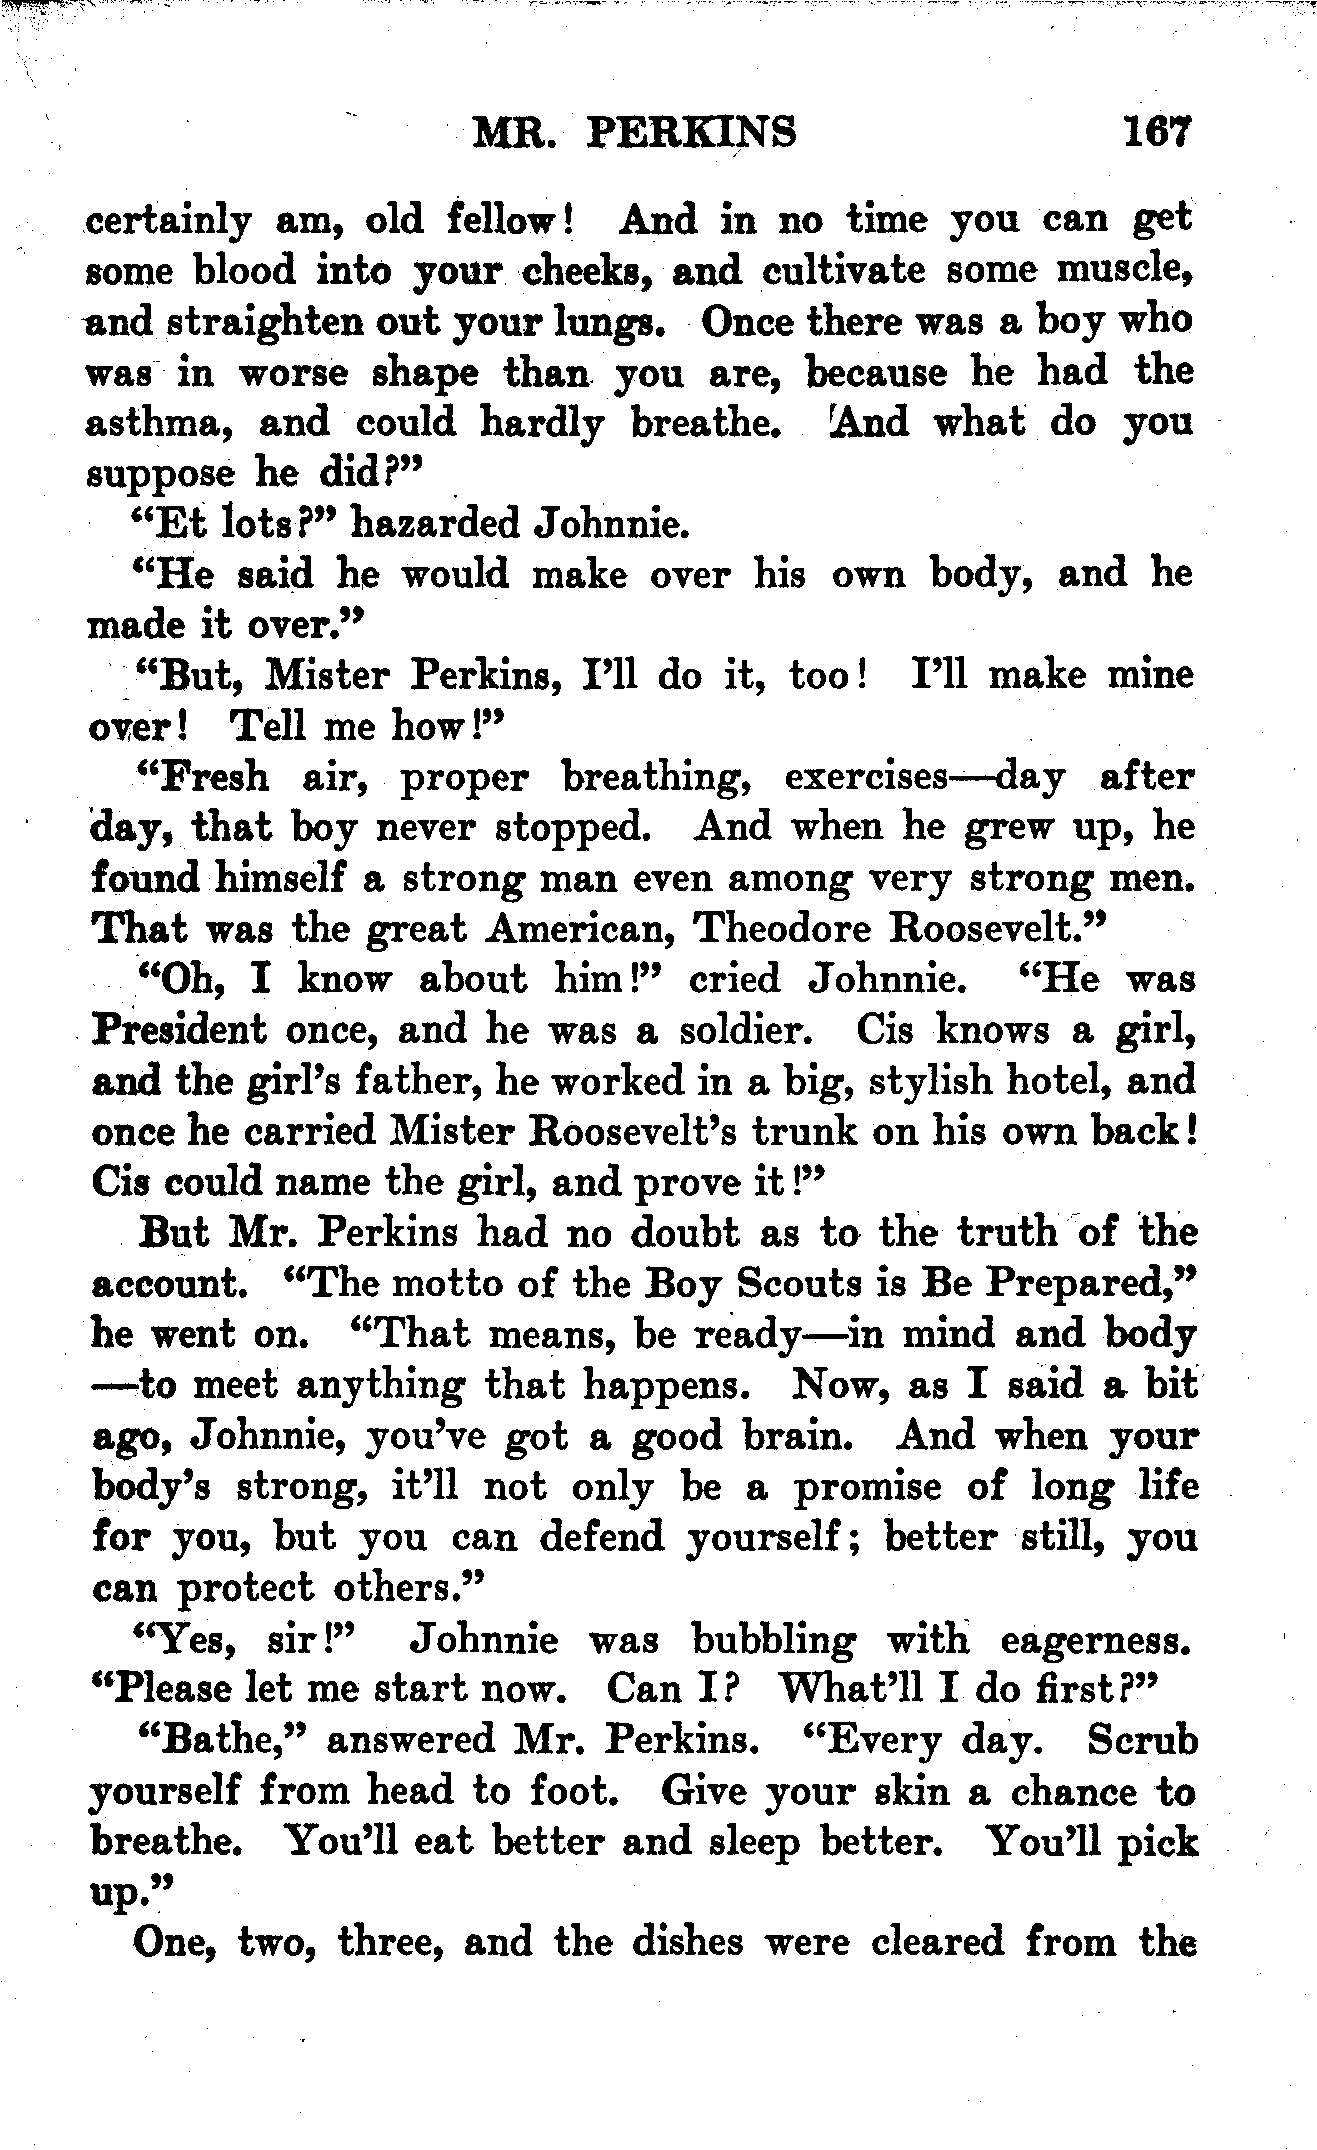 MR. PERKINS 167
certainly am, old fellow! And in no time you can get
some blood into your cheeks, and cultivate some muscle,
and straighten out your lungs. Once there was a boy who
was in worse shape than you are, because he had the
asthma, and could hardly breathe. And what do you
suppose he did?”
“Et lots?” hazarded Johnnie.
“He said he would make over his own body, and he
made it over.”
“But, Mister Perkins, I’ll do it, too! I’ll make mine
over! Tell me how!”
“Fresh air, proper breathing, exercises—day after
day, that boy never stopped. And when he grew up, he
found himself a strong man even among very strong men.
That was the great American, Theodore Roosevelt.”
“Oh, I know about him!” cried Johnnie. “He was
President once, and he was a soldier. Cis knows a girl,
and the girl’s father, he worked in a big, stylish hotel, and
once he carried Mister Roosevelt’s trunk on his own back!
Cis could name the girl, and prove it!”
But Mr. Perkins had no doubt as to the truth of the
account. “The motto of the Boy Scouts is Be Prepared,”
he went on. “That means, be ready—in mind and body
—to meet anything that happens. Now, as I said a bit
ago, Johnnie, you’ve got a good brain. And when your
body’s strong, it’ll not only be a promise of long life
for you, but you can defend yourself; better still, you
can protect others.”
“Yes, sir!” Johnnie was bubbling with eagerness.
“Please let me start now. Can I? What’ll I do first?”
“Bathe,” answered Mr. Perkins. “Every day. Scrub
yourself from head to foot. Give your skin a chance to
breathe. You’ll eat better and sleep better. You’ll pick
up.”
One, two, three, and the dishes were cleared from the